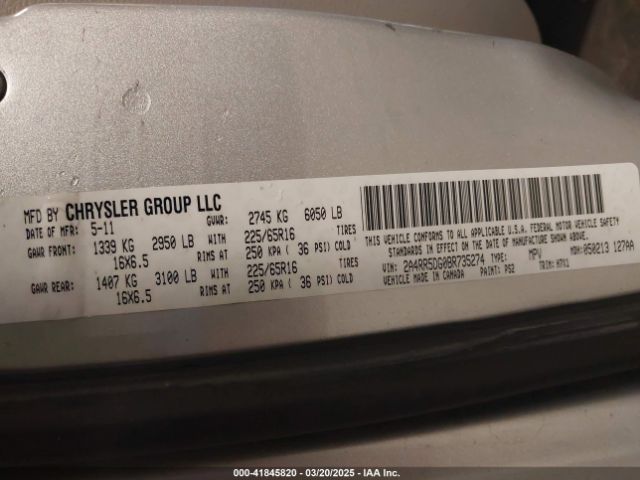 MFD BY CHRYSLER GROUP LLC
DATE OF MFR: 5-11 GVWR: 2745 KG 6050 LB
GAWR FRONT: 1339 KG 2950 LB WITH 225/65R16 TIRES
16X6.5 RIMS AT 250 KPA ( 36 PSI) COLD
GAWR REAR: 1407 KG 3100 LB WITH 225/65R16 TIRES
16X6.5 RIMS AT 250 KPA ( 36 PSI) COLD
THIS VEHICLE CONFORMS TO ALL APPLICABLE U.S.A. FEDERAL MOTOR VEHICLE SAFETY
STANDARDS IN EFFECT ON THE DATE OF MANUFACTURE SHOWN ABOVE.
VIN: 2A4RR5DG0BR735274 TYPE: MPV MDH: 050213 127AA
VEHICLE MADE IN CANADA PAINT: PS2 TRIM:
000-41845820 - 03/20/2025 - IAA Inc.